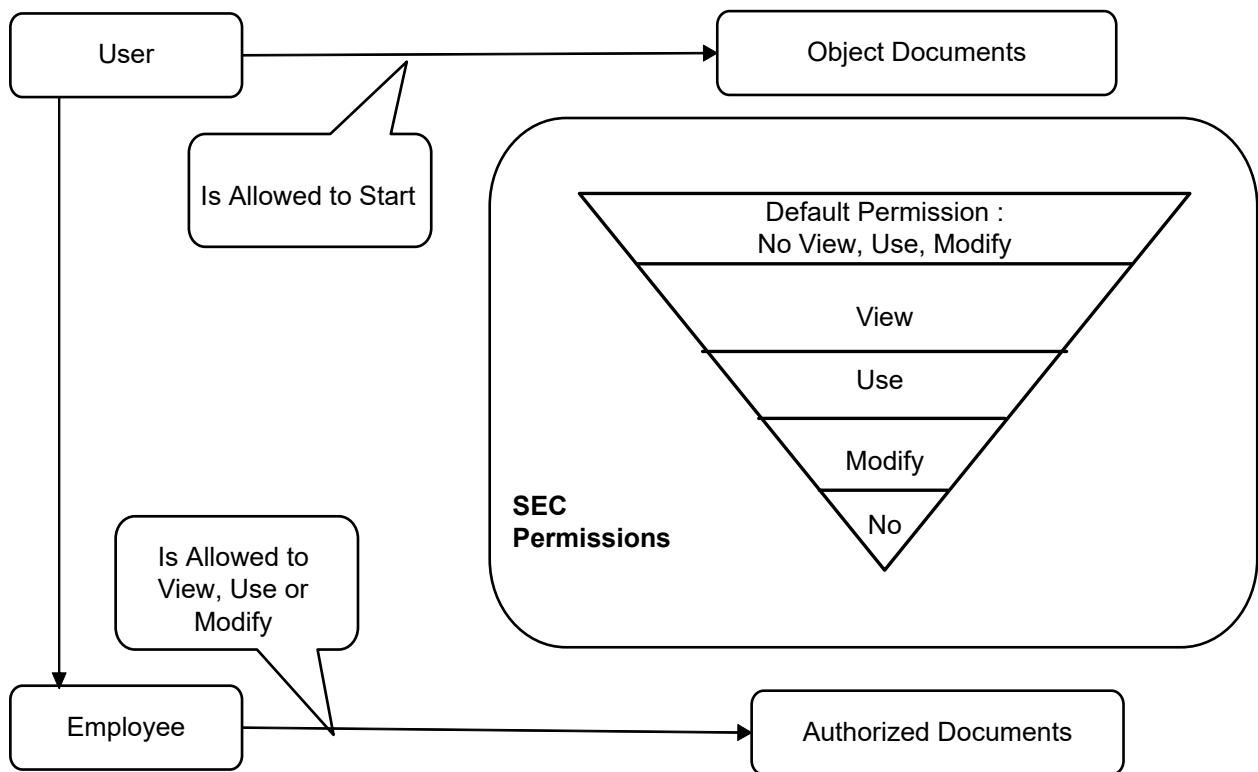 User
Object Documents
Is Allowed to Start
Default Permission :
No View, Use, Modify
View
Use
Modify
No
SEC
Permissions
Is Allowed to
View, Use or
Modify
Employee
Authorized Documents